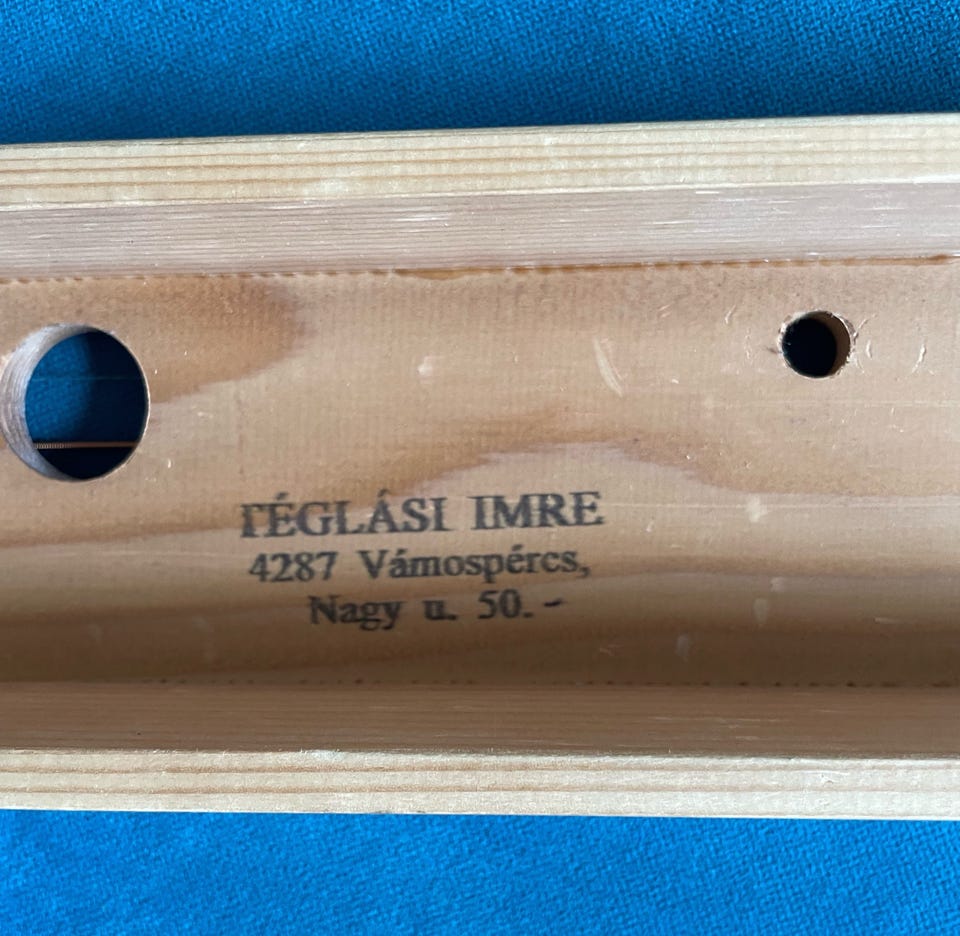 TÉGLÁSI IMRE
4287 Vámospércs,
Nagy u. 50.-